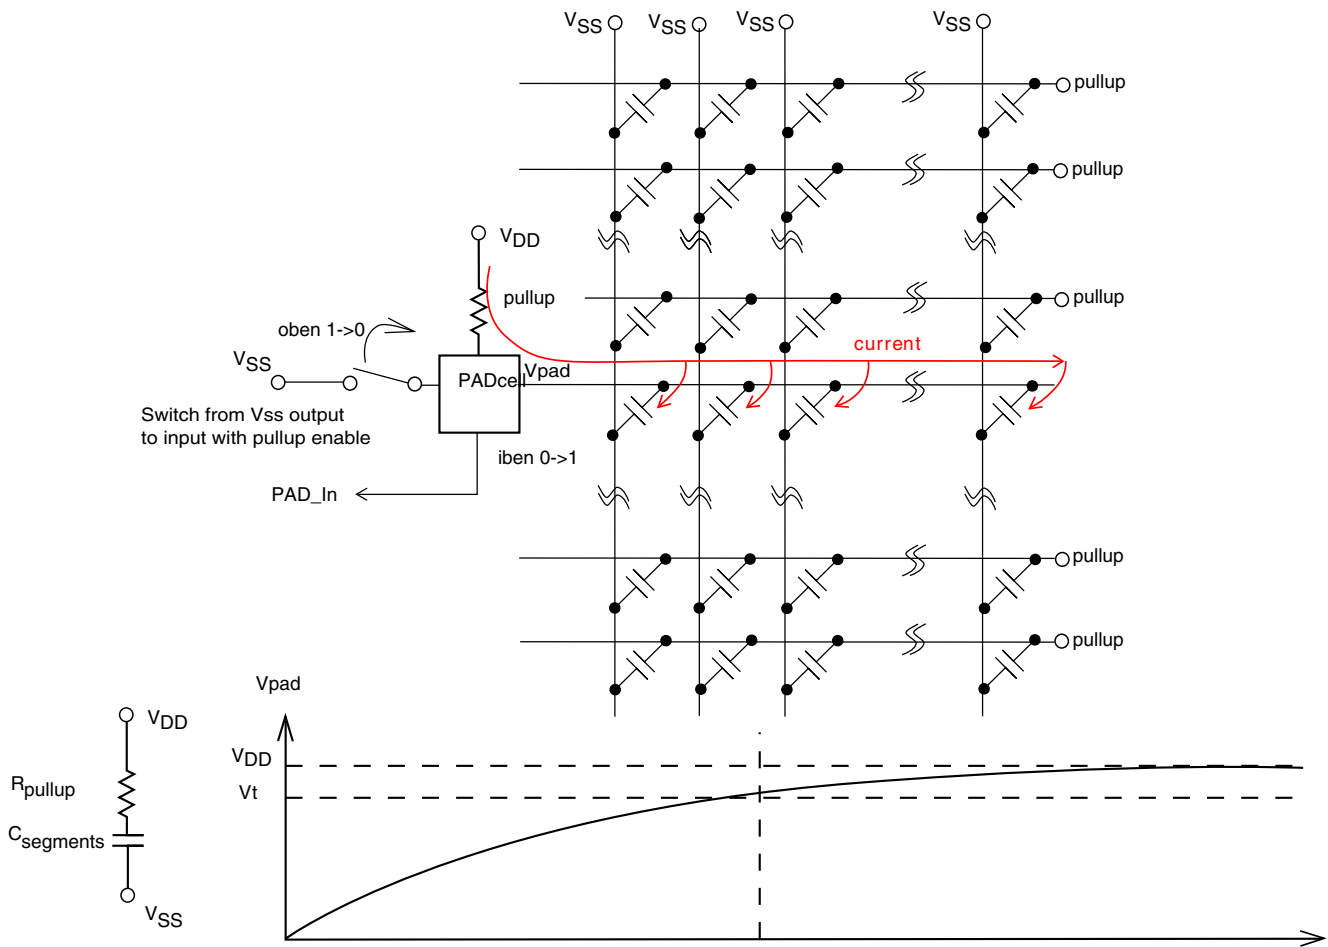 VSS VSS VSS VSS
pullup
pullup
VDD
pullup
pullup
oben 1->0
current
VSS
PADcell
Vpad
Switch from Vss output
to input with pullup enable
iben 0->1
PAD_In
pullup
pullup
Vpad
VDD
VDD
Rpullup
Vt
Csegments
VSS